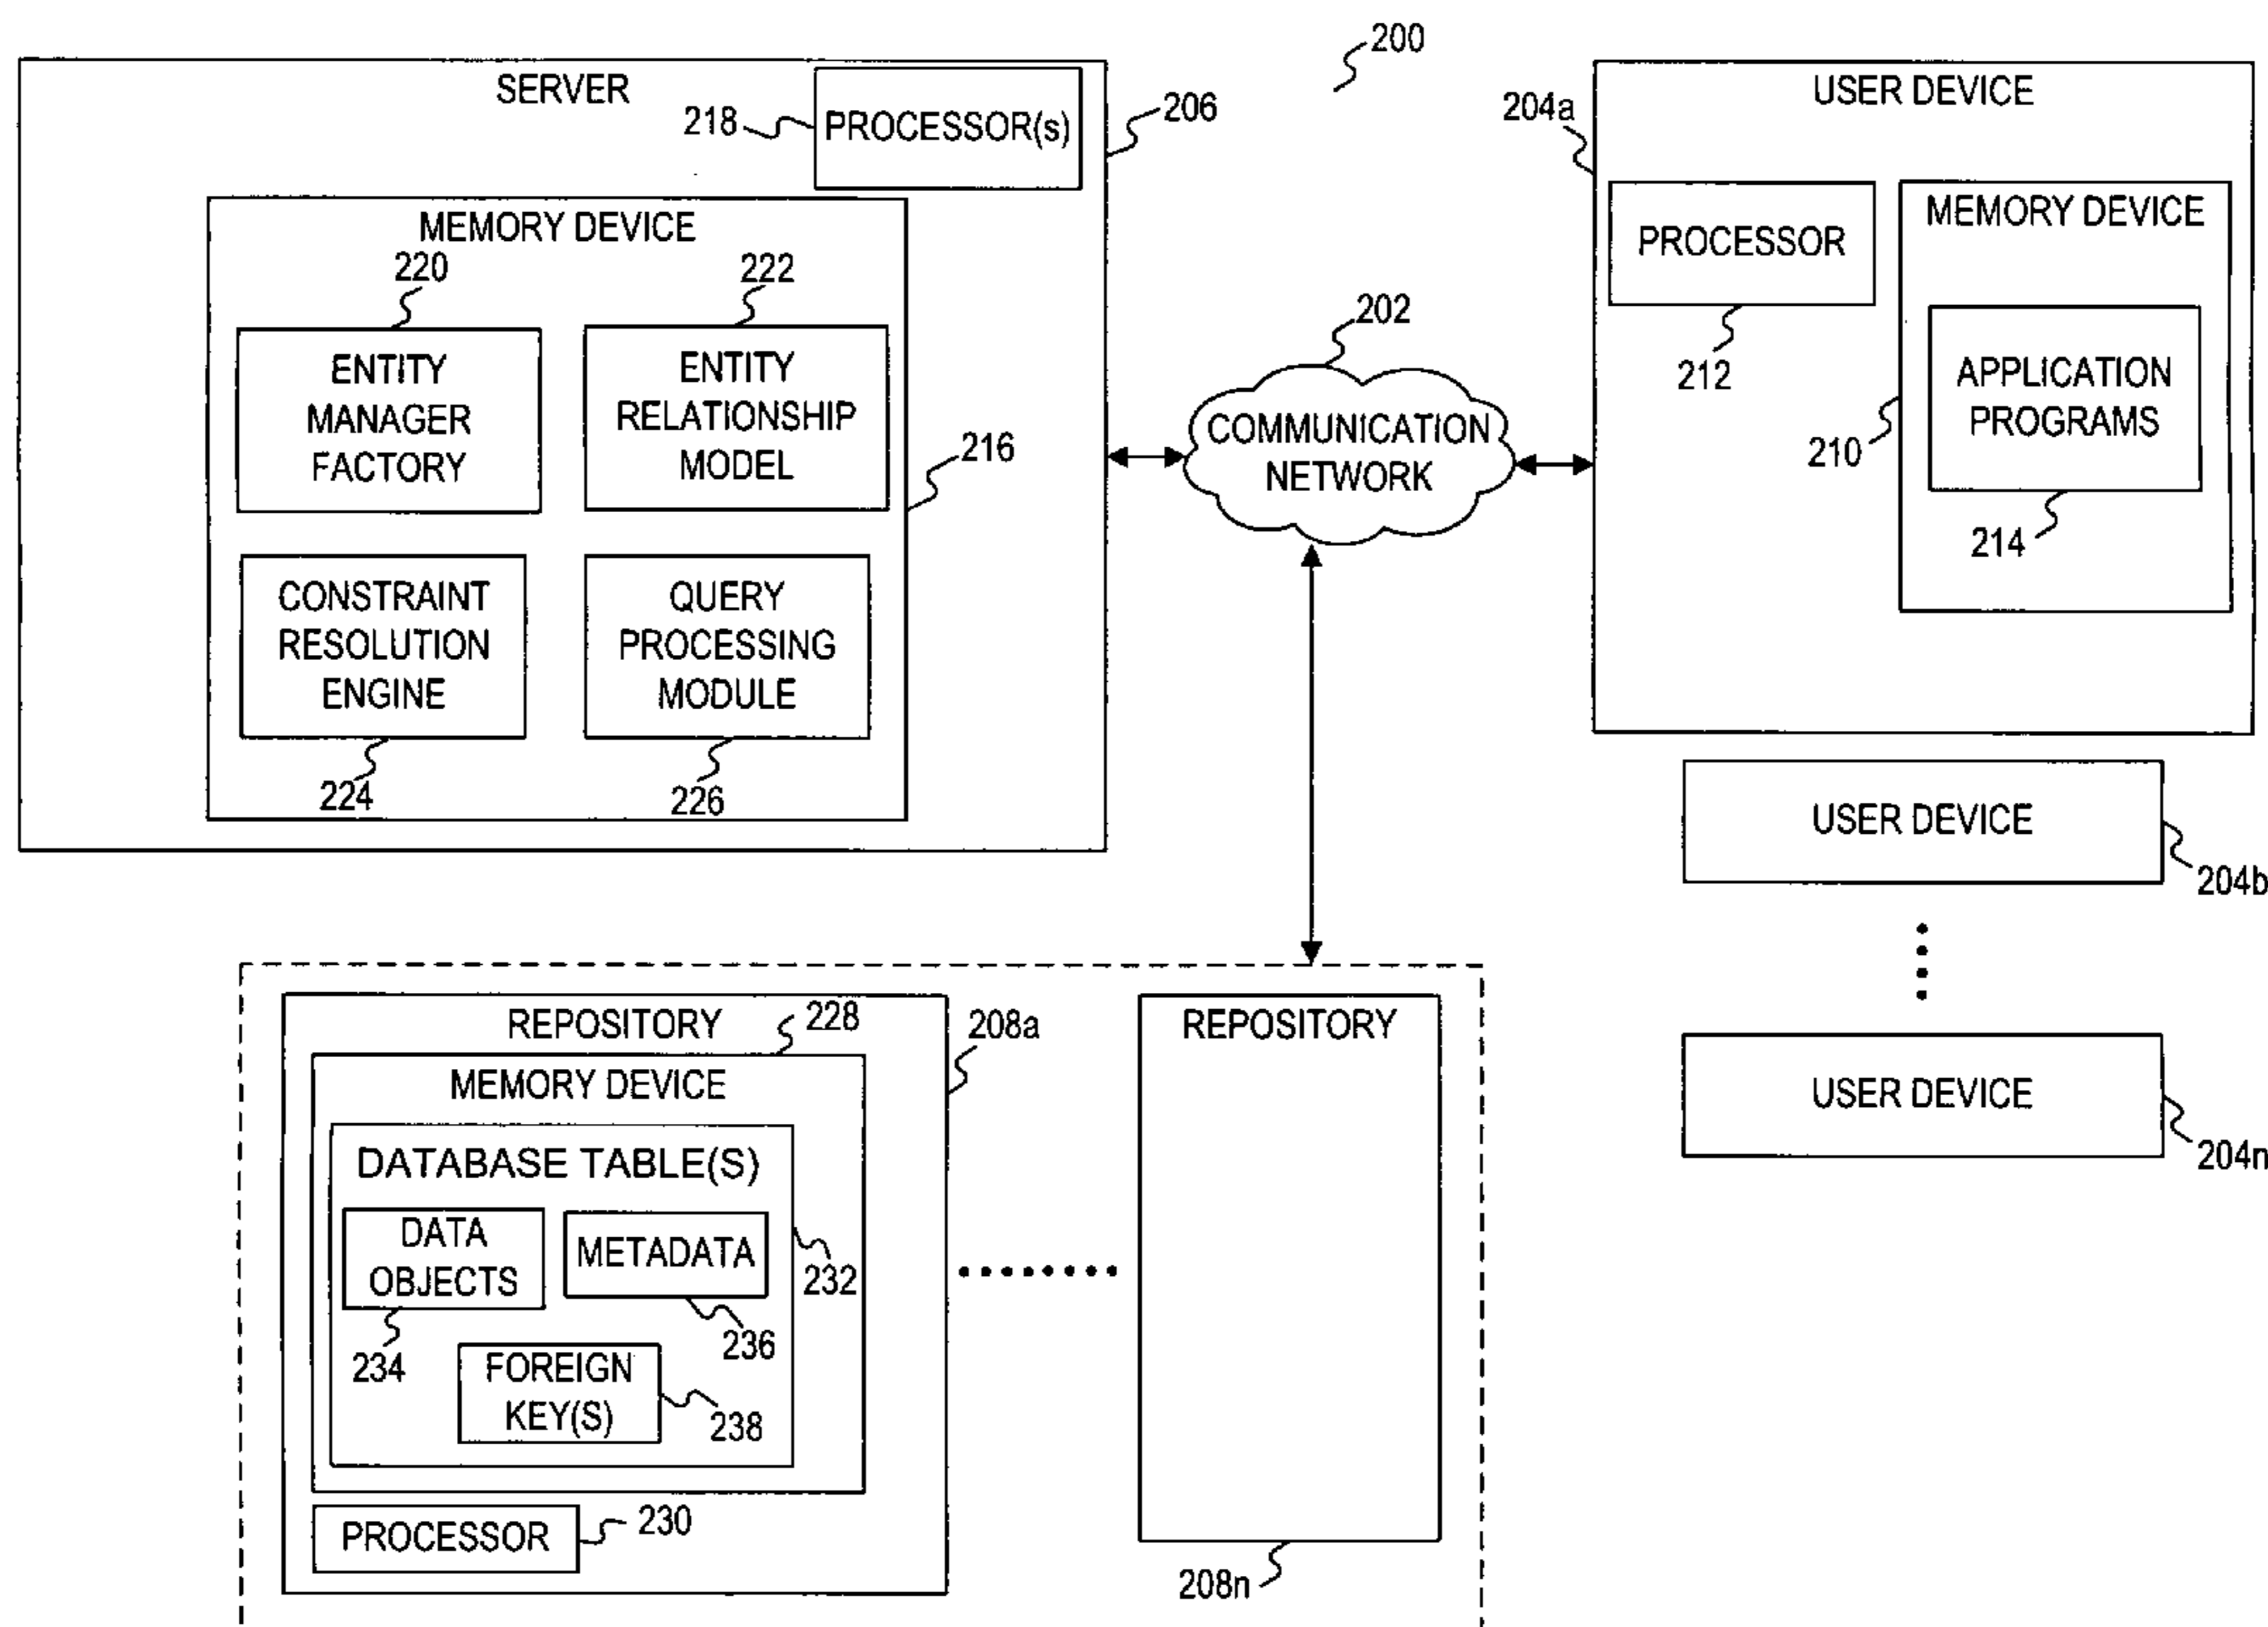 200
SERVER
218
PROCESSOR(s)
206
MEMORY DEVICE
220
222
ENTITY
MANAGER
FACTORY
ENTITY
RELATIONSHIP
MODEL
216
CONSTRAINT
RESOLUTION
ENGINE
QUERY
PROCESSING
MODULE
224
226
202
COMMUNICATION
NETWORK
USER DEVICE
204a
PROCESSOR
212
MEMORY DEVICE
APPLICATION
PROGRAMS
210
214
USER DEVICE
204b
USER DEVICE
204n
REPOSITORY
228
208a
MEMORY DEVICE
DATABASE TABLE(S)
DATA
OBJECTS
METADATA
232
234
236
FOREIGN
KEY(S)
238
PROCESSOR
230
REPOSITORY
208n